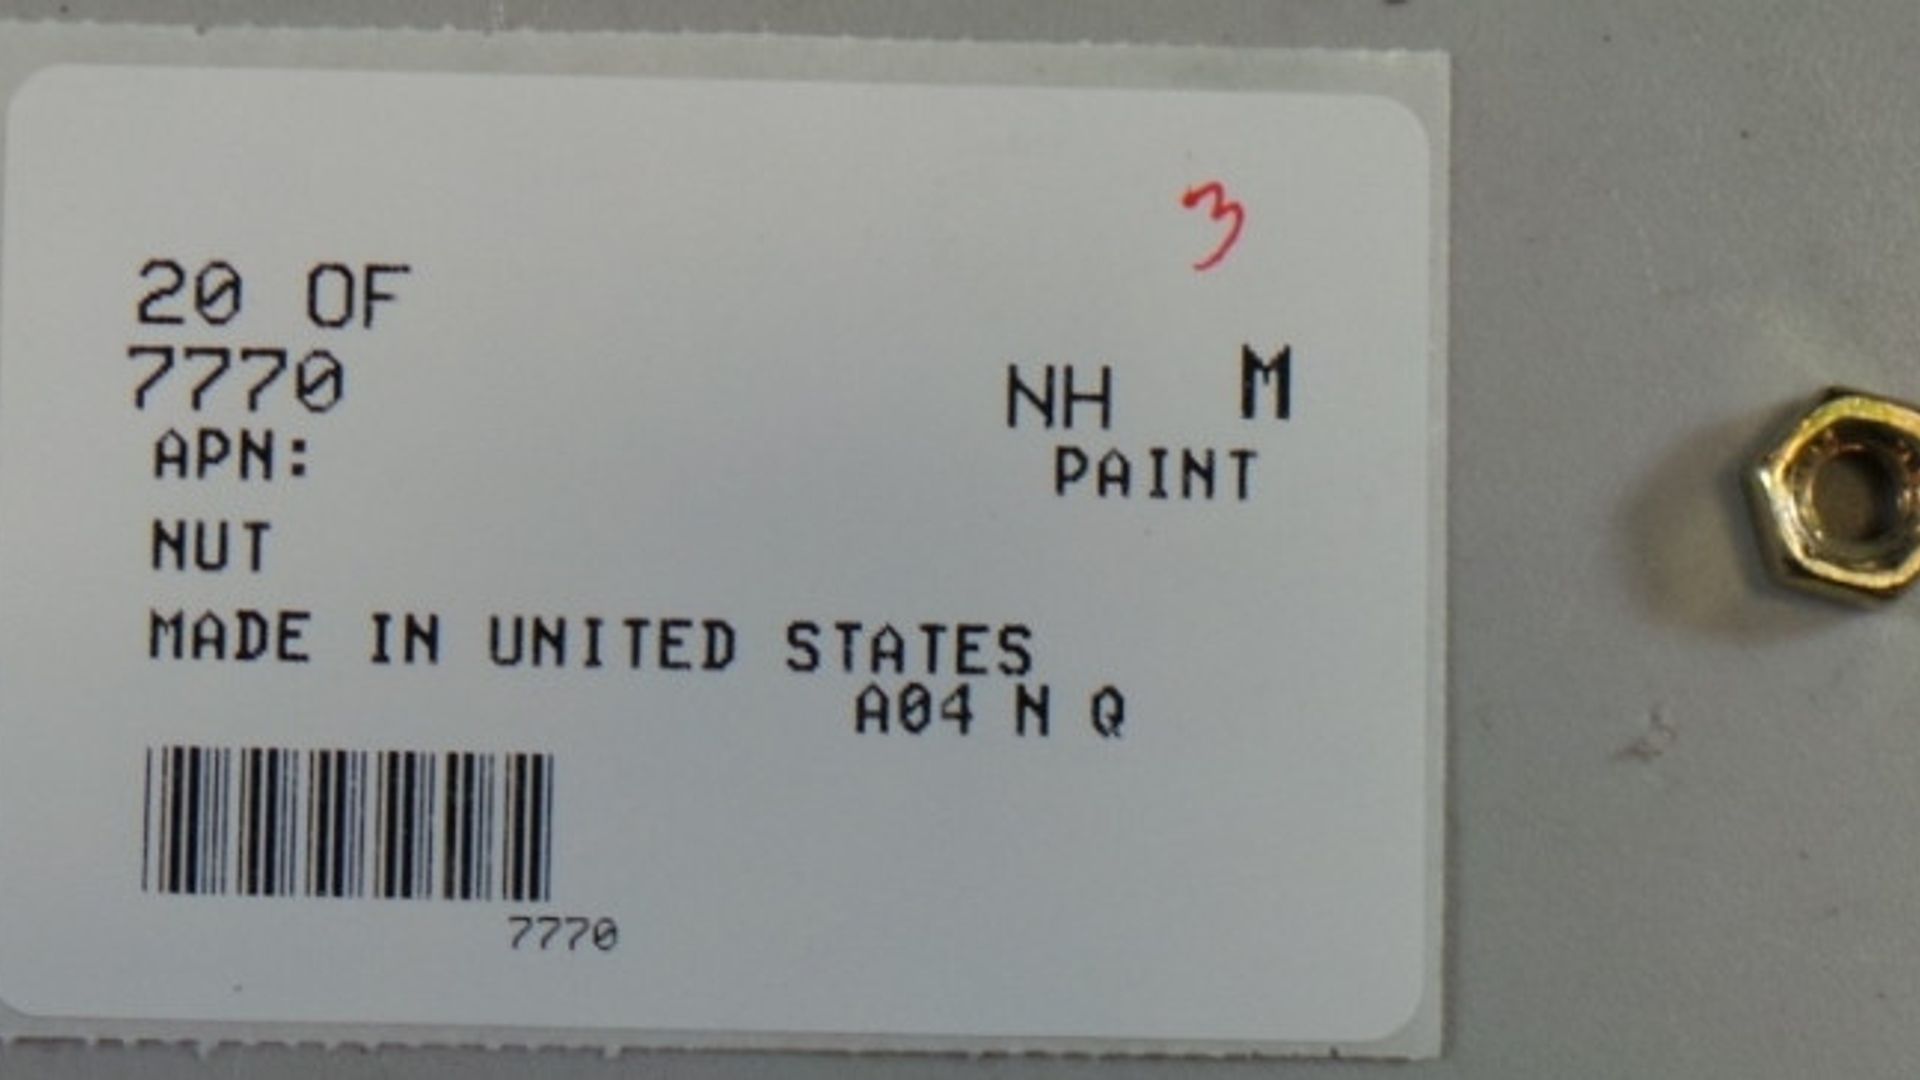 3
20 OF
7770
NH M
APN:
PAINT
NUT
MADE IN UNITED STATES
A04 N Q
7770